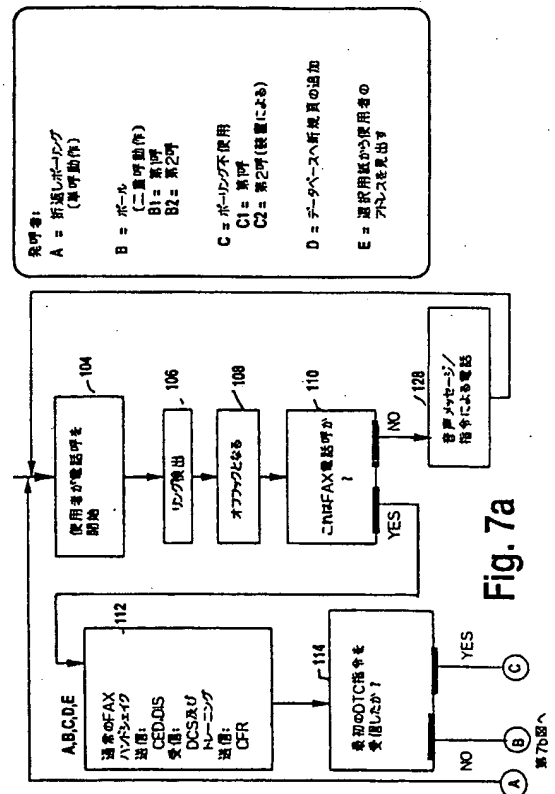 発呼者:
A = 折返しポーリング
(単呼動作)
B = ポール
(二重呼動作)
B1 = 第1呼
B2 = 第2呼
C = ポーリング不使用
C1 = 第1呼
C2 = 第2呼(装置による)
D = データベースへ新規頁の追加
E = 選択用紙から使用者の
アドレスを見出す
104
使用者が電話呼を
開始
106
リング検出
108
オフフックとなる
110
これはFAX電話呼か
?
YES
NO
128
音声メッセージ/
指令による電話
A,B,C,D,E
112
通常のFAX
ハンドシェイク
送信:
CED,DIS
受信:
DCS及び
トレーニング
送信:
CFR
114
最初のDTC指令を
受信したか?
NO
YES
A
B
C
第7b図へ
Fig. 7a